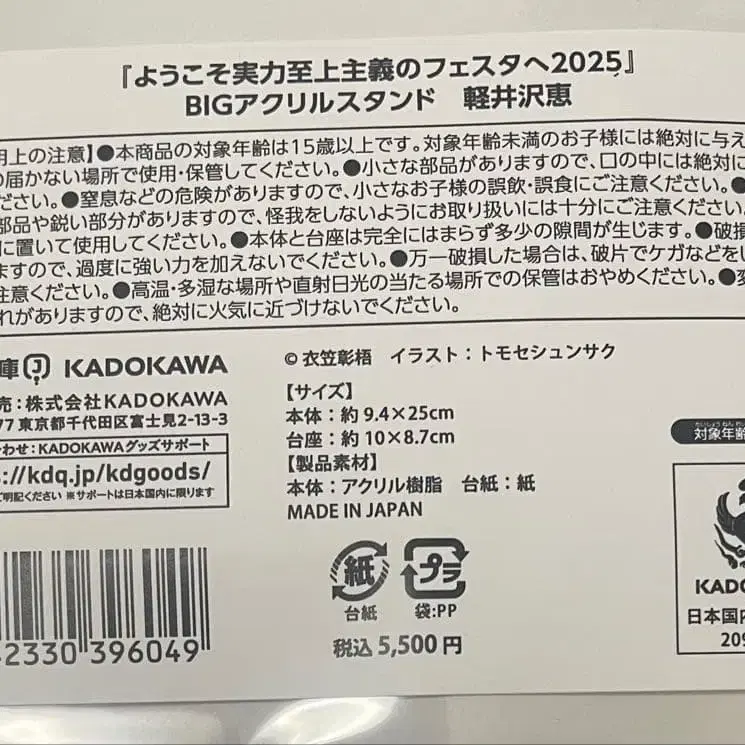 『ようこそ実力至上主義のフェスタへ2025』
BIGアクリルスタンド 軽井沢恵
用上の注意】●本商品の対象年齢は15歳以上です。対象年齢未満のお子様には絶対に与え
の届かない場所で使用・保管してください。●小さな部品がありますので、口の中には絶対に
ださい。●窒息などの危険がありますので、小さなお子様の誤飲・誤食にご注意ください。●
部品や鋭い部分がありますので、怪我をしないようにお取り扱いには十分にご注意ください。
に置いて使用してください。●本体と台座は完全にはまらず多少の隙間が生じます。●破損
ますので、過度に強い力を加えないでください。●万一破損した場合は、破片でケガなどをし
注意ください。●高温・多湿な場所や直射日光の当たる場所での保管はおやめください。●変
れがありますので、絶対に火気に近づけないでください。
庫 KADOKAWA
売：株式会社KADOKAWA
77 東京都千代田区富士見2-13-3
わせ：KADOKAWAグッズサポート
s://kdq.jp/kdgoods/
ご明記ください ※サポートは日本国内に限ります
2330 396049
© 衣笠彰梧 イラスト：トモセシュンサク
【サイズ】
本体：約 9.4×25cm
台座：約 10×8.7cm
【製品素材】
本体：アクリル樹脂 台紙：紙
MADE IN JAPAN
紙
台紙
プラ
袋:PP
税込 5,500 円
対象年齢
KADO
日本国内
209